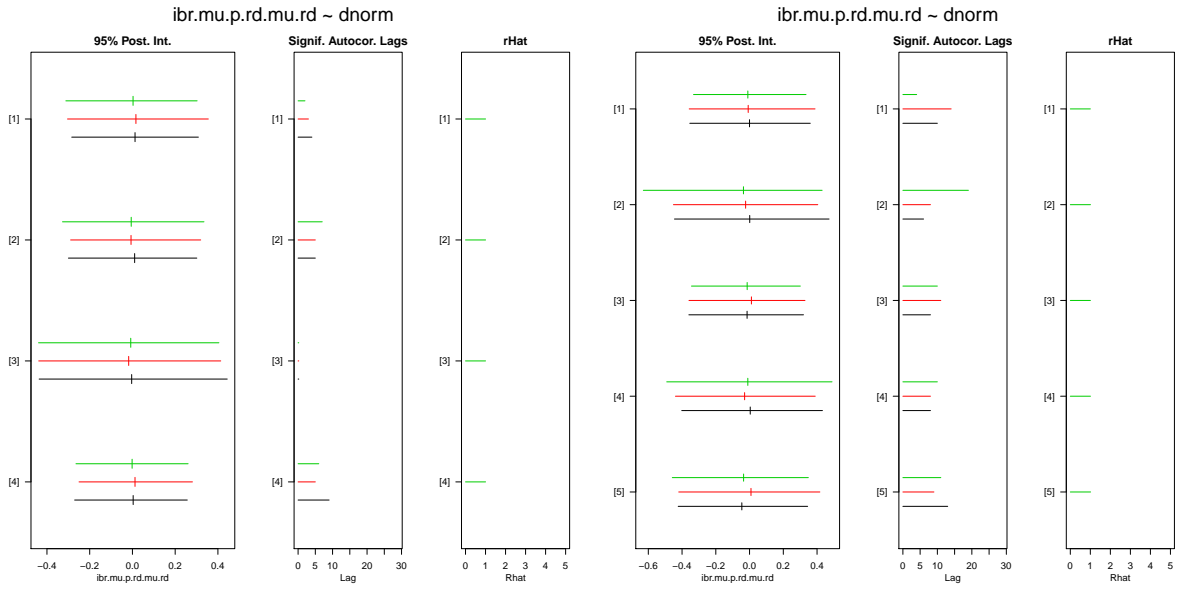 ibr.mu.p.rd.mu.rd ~ dnorm
95% Post. Int.
Signif. Autocor. Lags
rHat
[1] [1] [1]
[2] [2] [2]
[3] [3] [3]
[4] [4] [4]
−0.4 −0.2 0.0 0.2 0.4
ibr.mu.p.rd.mu.rd
0 5 10 15 20 30
Lag
0 1 2 3 4 5
Rhat
ibr.mu.p.rd.mu.rd ~ dnorm
95% Post. Int.
Signif. Autocor. Lags
rHat
[1] [1] [1]
[2] [2] [2]
[3] [3] [3]
[4] [4] [4]
[5] [5] [5]
−0.6 −0.4 −0.2 0.0 0.2 0.4
ibr.mu.p.rd.mu.rd
0 5 10 15 20 30
Lag
0 1 2 3 4 5
Rhat